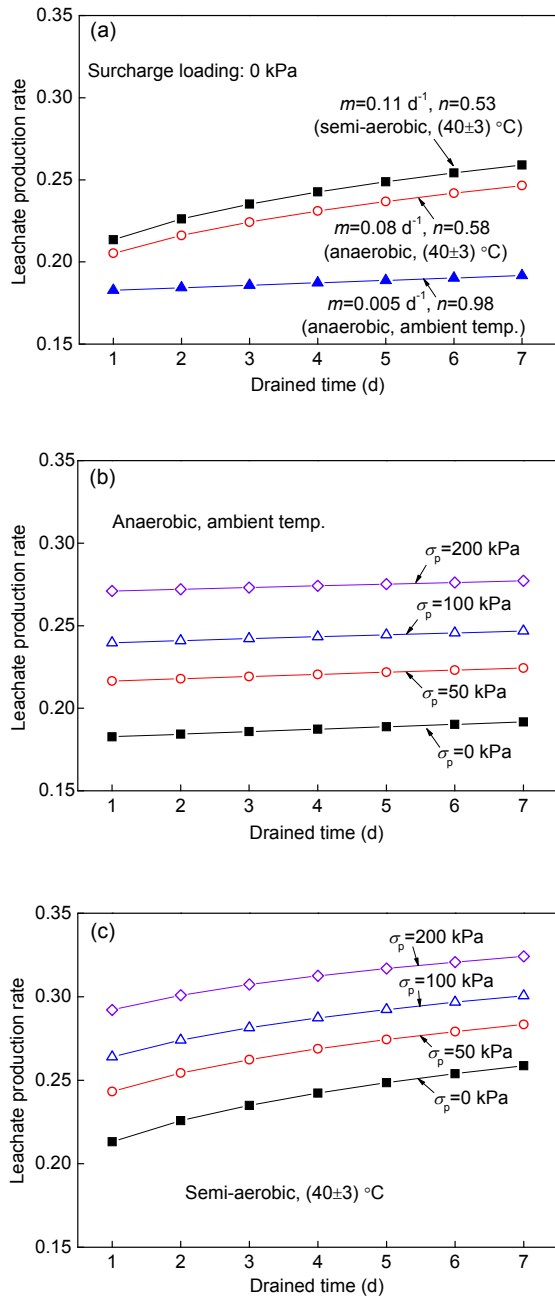 (a)
Surcharge loading: 0 kPa
m=0.11 d⁻¹, n=0.53
(semi-aerobic, (40±3) °C)
m=0.08 d⁻¹, n=0.58
(anaerobic, (40±3) °C)
m=0.005 d⁻¹, n=0.98
(anaerobic, ambient temp.)
0.35
0.30
0.25
0.20
0.15
Leachate production rate
1 2 3 4 5 6 7
Drained time (d)
(b)
Anaerobic, ambient temp.
σp=200 kPa
σp=100 kPa
σp=50 kPa
σp=0 kPa
0.35
0.30
0.25
0.20
0.15
Leachate production rate
1 2 3 4 5 6 7
Drained time (d)
(c)
σp=200 kPa
σp=100 kPa
σp=50 kPa
σp=0 kPa
Semi-aerobic, (40±3) °C
0.35
0.30
0.25
0.20
0.15
Leachate production rate
1 2 3 4 5 6 7
Drained time (d)